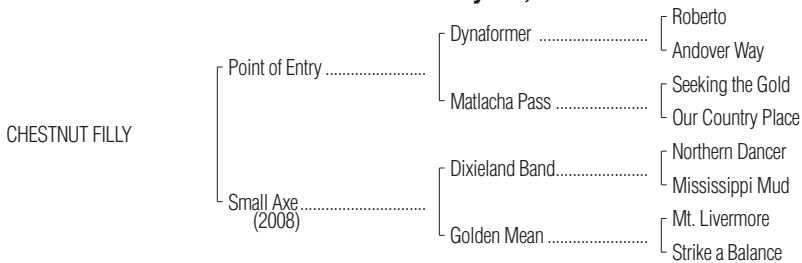 Roberto
Dynaformer ..................
Andover Way
Point of Entry ........................
Seeking the Gold
Matlacha Pass ......................
Our Country Place
CHESTNUT FILLY
Northern Dancer
Dixieland Band......................
Mississippi Mud
Small Axe..............................
(2008)
Mt. Livermore
Golden Mean ........................
Strike a Balance